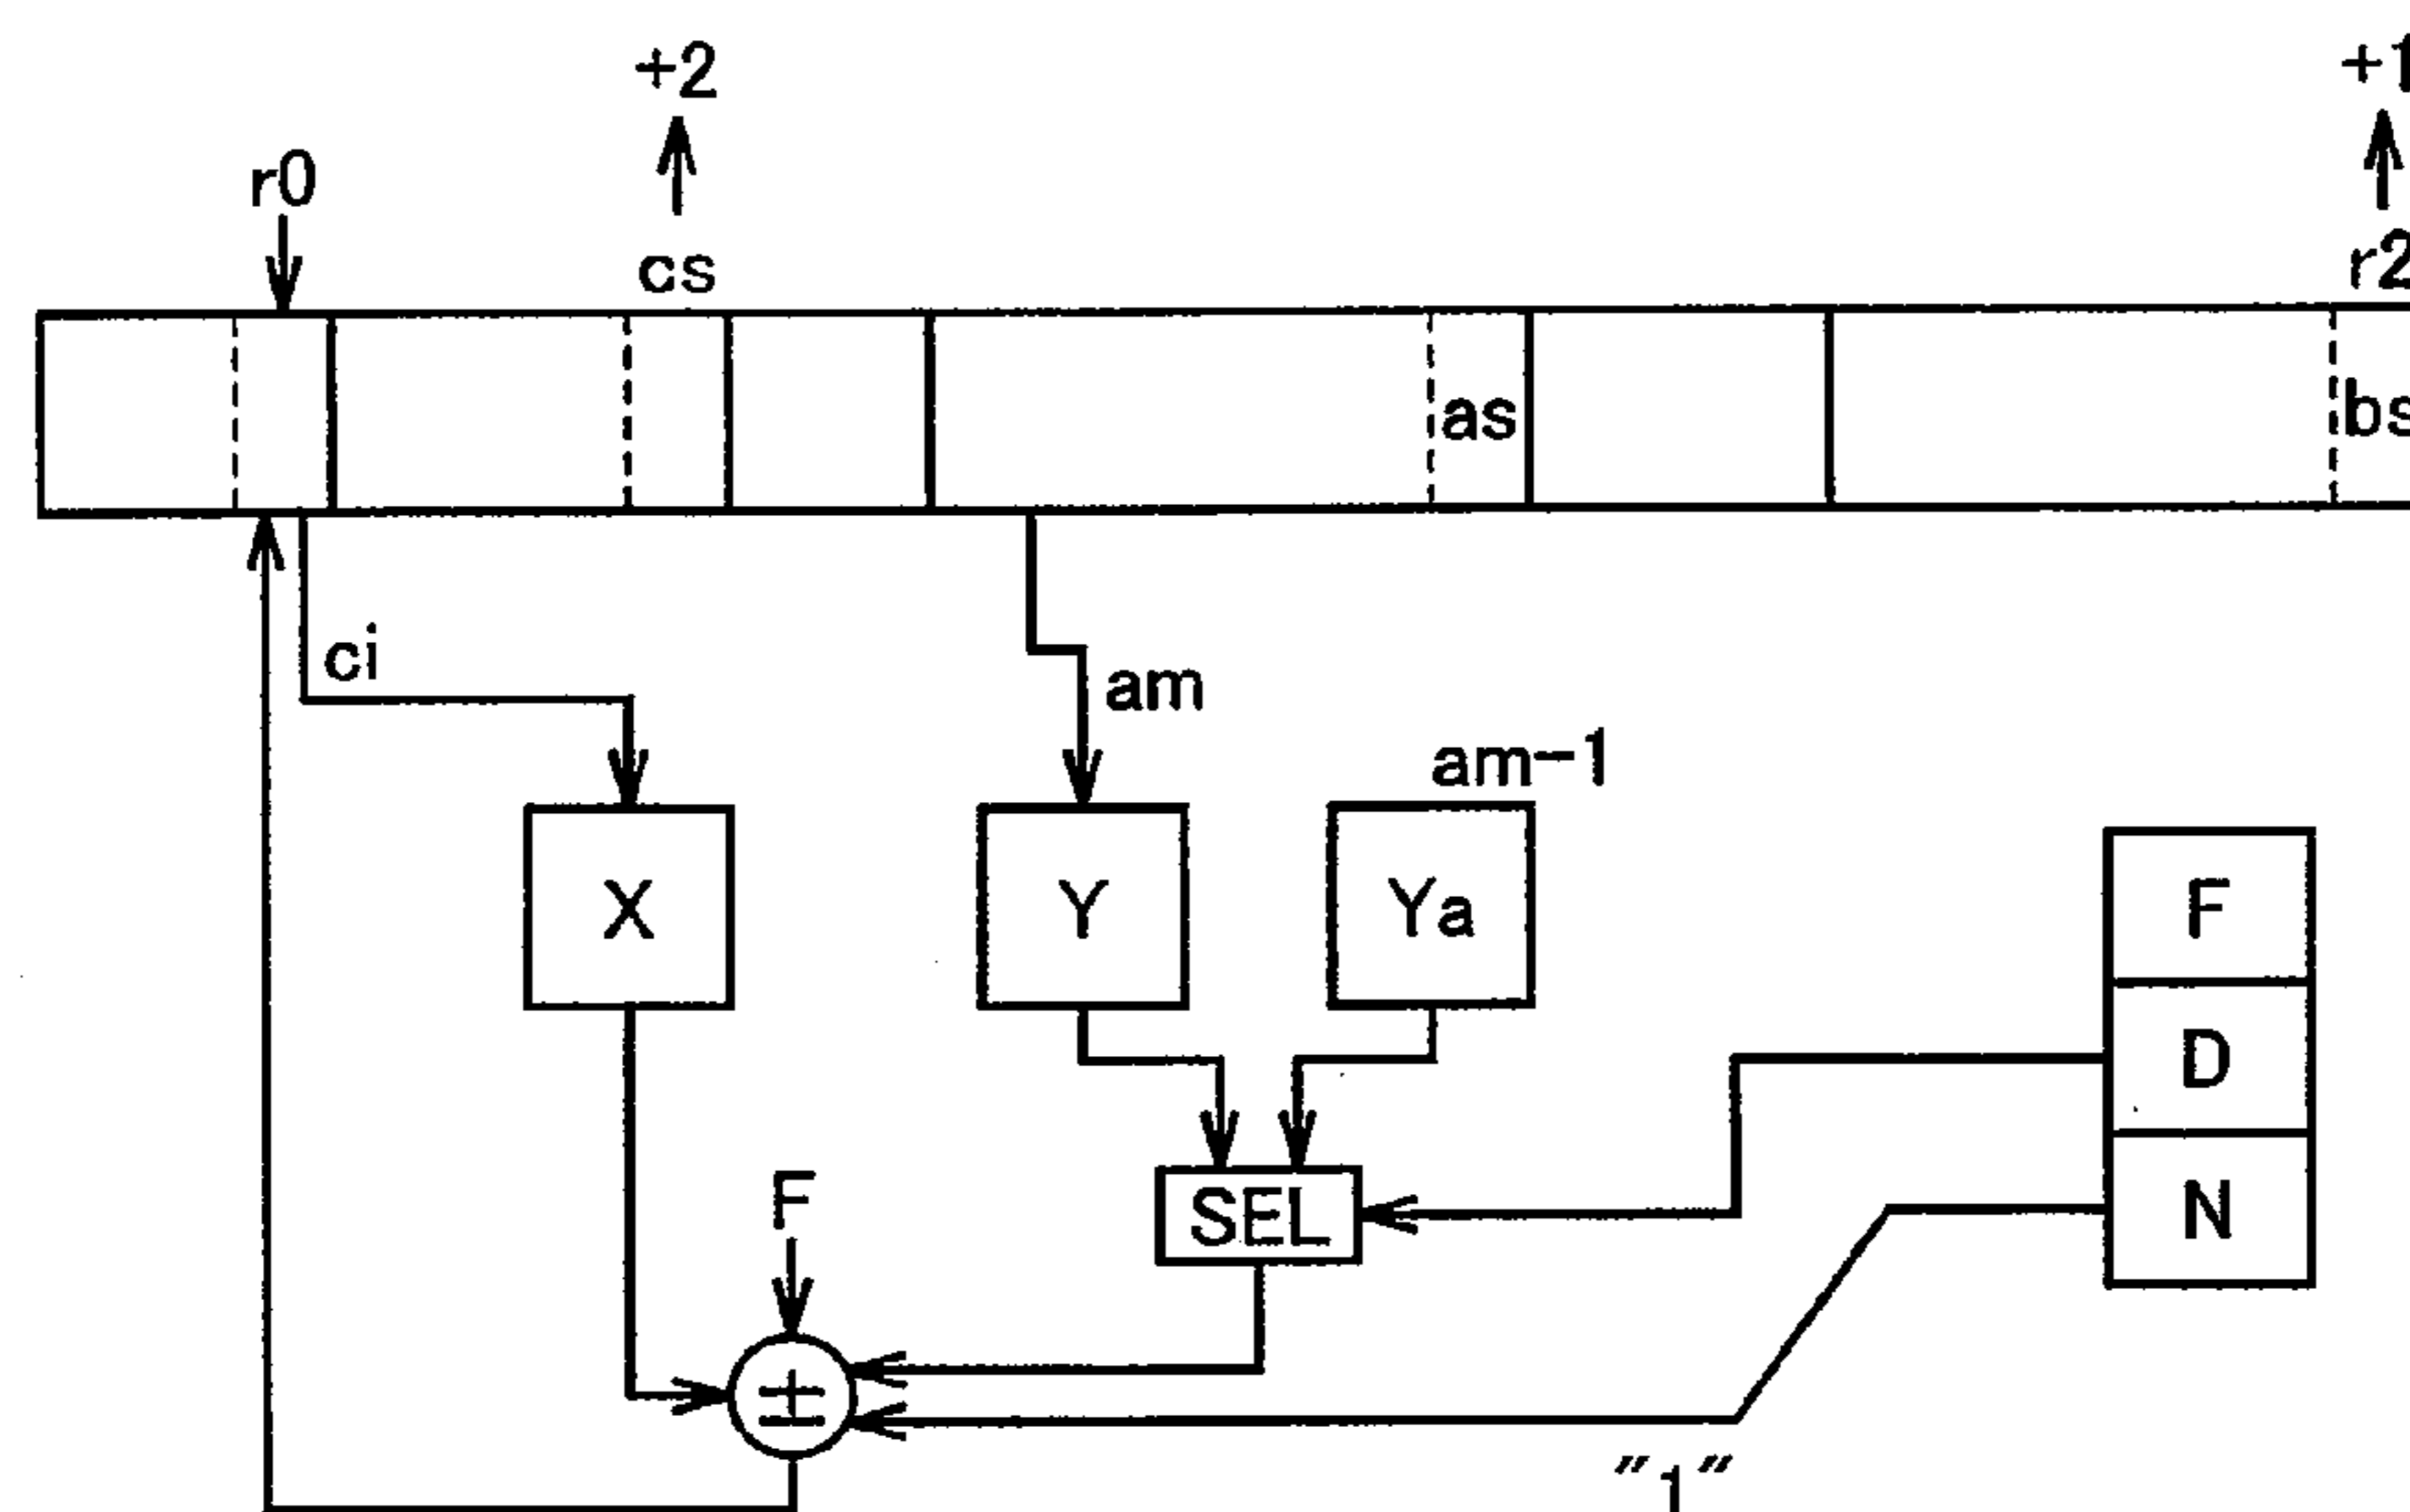 +2
+1
r0
cs
r2
as
bs
ci
am
am-1
X
Y
Ya
F
D
N
SEL
F
±
"1"